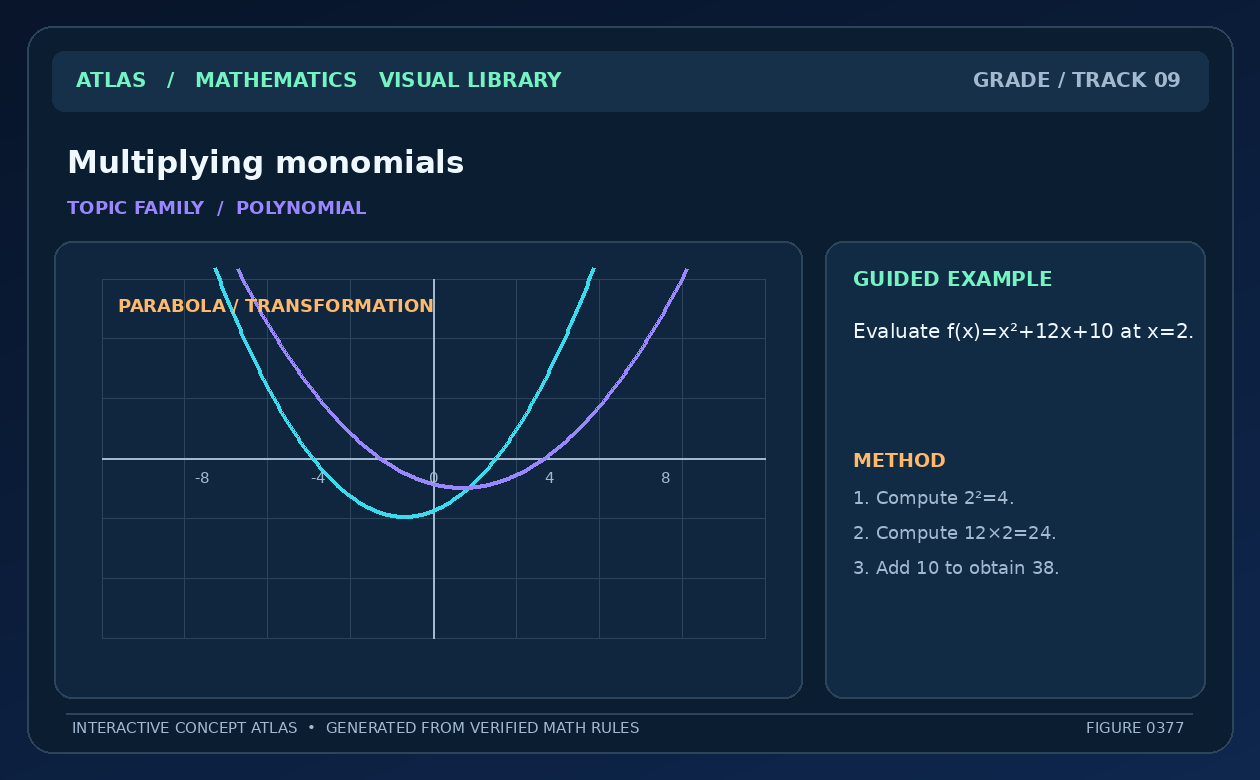 ATLAS / MATHEMATICS VISUAL LIBRARY
GRADE / TRACK 09
Multiplying monomials
TOPIC FAMILY / POLYNOMIAL
PARABOLA / TRANSFORMATION
-8 -4 0 4 8
GUIDED EXAMPLE
Evaluate f(x)=x²+12x+10 at x=2.
METHOD
1. Compute 2²=4.
2. Compute 12×2=24.
3. Add 10 to obtain 38.
INTERACTIVE CONCEPT ATLAS • GENERATED FROM VERIFIED MATH RULES
FIGURE 0377